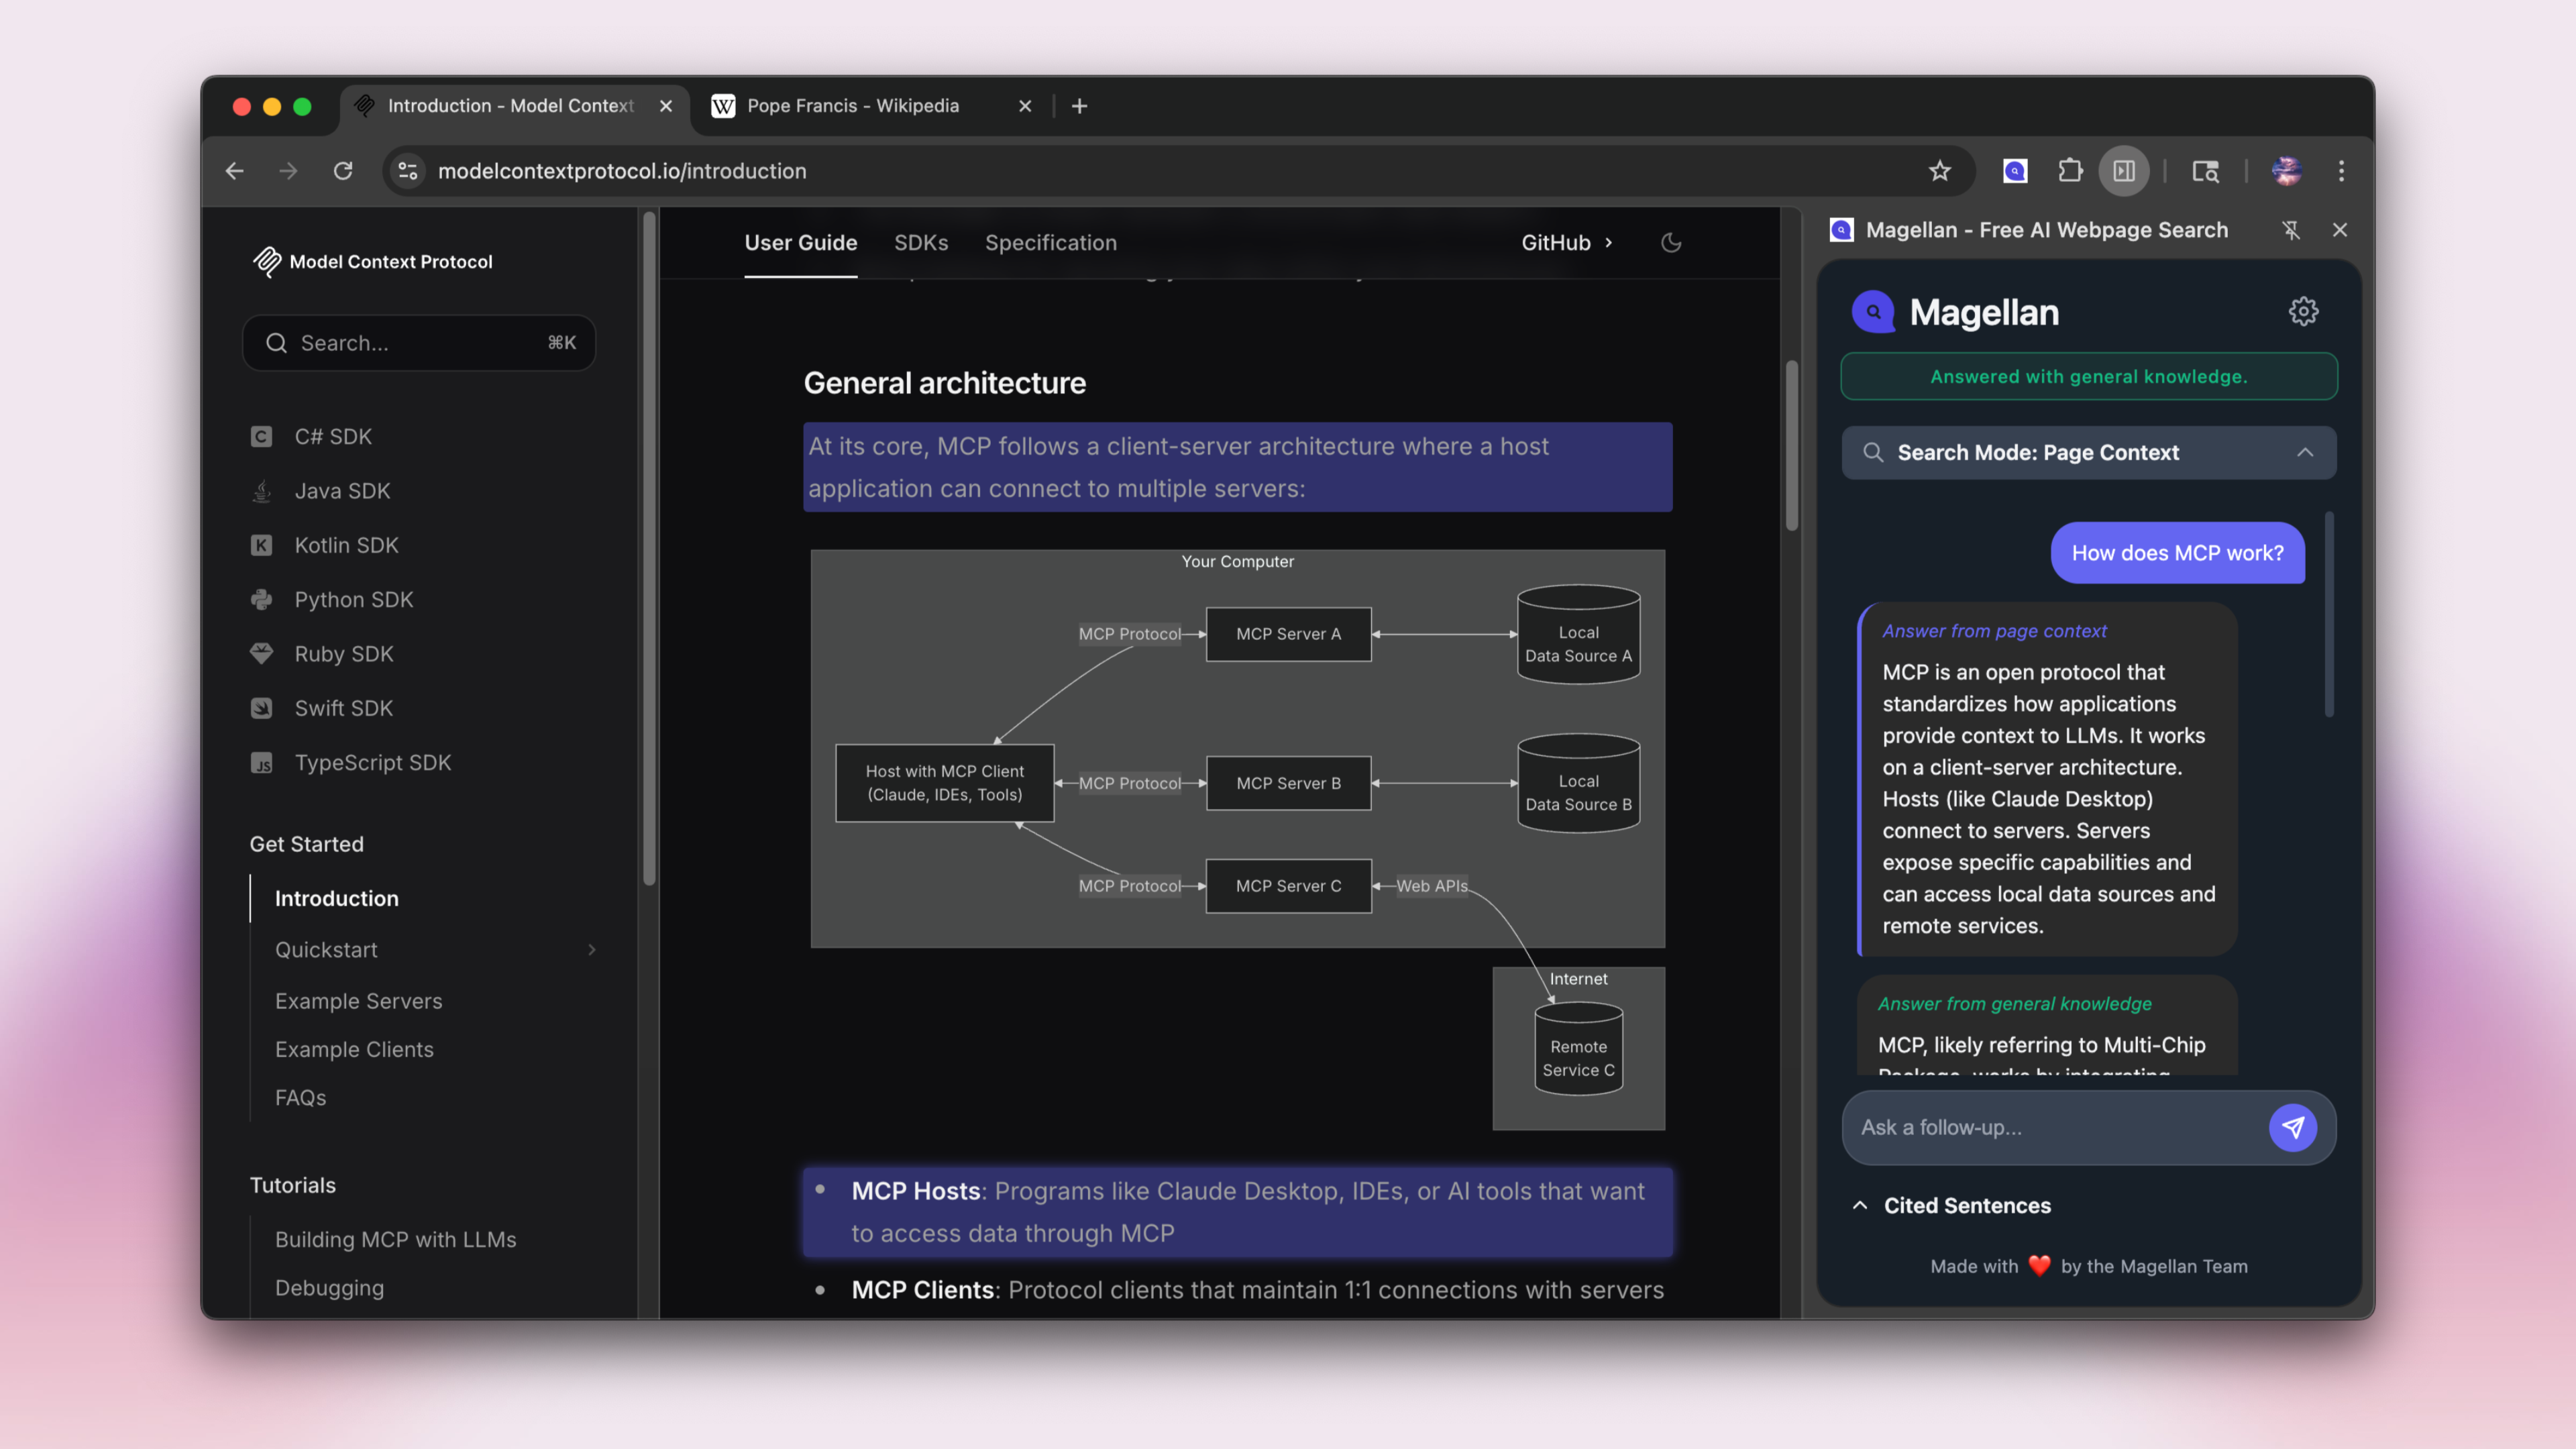 Introduction - Model Context
Pope Francis - Wikipedia
modelcontextprotocol.io/introduction
Model Context Protocol
Search...
⌘K
C# SDK
Java SDK
Kotlin SDK
Python SDK
Ruby SDK
Swift SDK
TypeScript SDK
Get Started
Introduction
Quickstart
Example Servers
Example Clients
FAQs
Tutorials
Building MCP with LLMs
Debugging
User Guide
SDKs
Specification
GitHub
General architecture
At its core, MCP follows a client-server architecture where a host
application can connect to multiple servers:
Your Computer
MCP Protocol
MCP Server A
Local
Data Source A
Host with MCP Client
(Claude, IDEs, Tools)
MCP Protocol
MCP Server B
Local
Data Source B
MCP Protocol
MCP Server C
Web APIs
Internet
Remote
Service C
MCP Hosts: Programs like Claude Desktop, IDEs, or AI tools that want
to access data through MCP
MCP Clients: Protocol clients that maintain 1:1 connections with servers
Magellan - Free AI Webpage Search
Magellan
Answered with general knowledge.
Search Mode: Page Context
How does MCP work?
Answer from page context
MCP is an open protocol that
standardizes how applications
provide context to LLMs. It works
on a client-server architecture.
Hosts (like Claude Desktop)
connect to servers. Servers
expose specific capabilities and
can access local data sources and
remote services.
Answer from general knowledge
MCP, likely referring to Multi-Chip
Package, works by integrating
Ask a follow-up...
Cited Sentences
Made with ❤️ by the Magellan Team